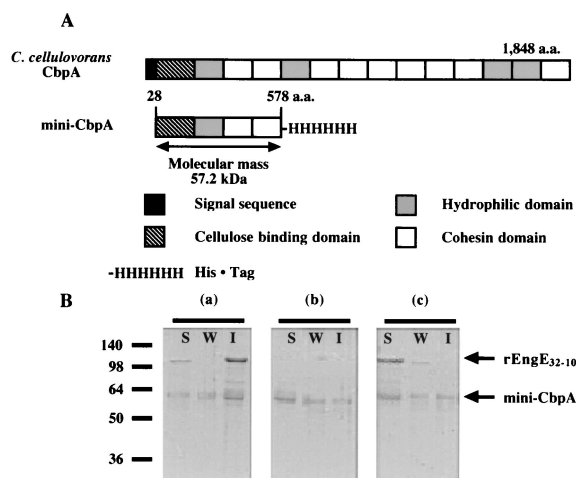 A
1,848 a.a.
C. cellulovorans
CbpA
28
578 a.a.
mini-CbpA
-HHHHHH
Molecular mass
57.2 kDa
Signal sequence
Hydrophilic domain
Cellulose binding domain
Cohesin domain
-HHHHHH His • Tag
B
(a)
(b)
(c)
S W I
S W I
S W I
140
98
64
50
36
rEngE32-10
mini-CbpA